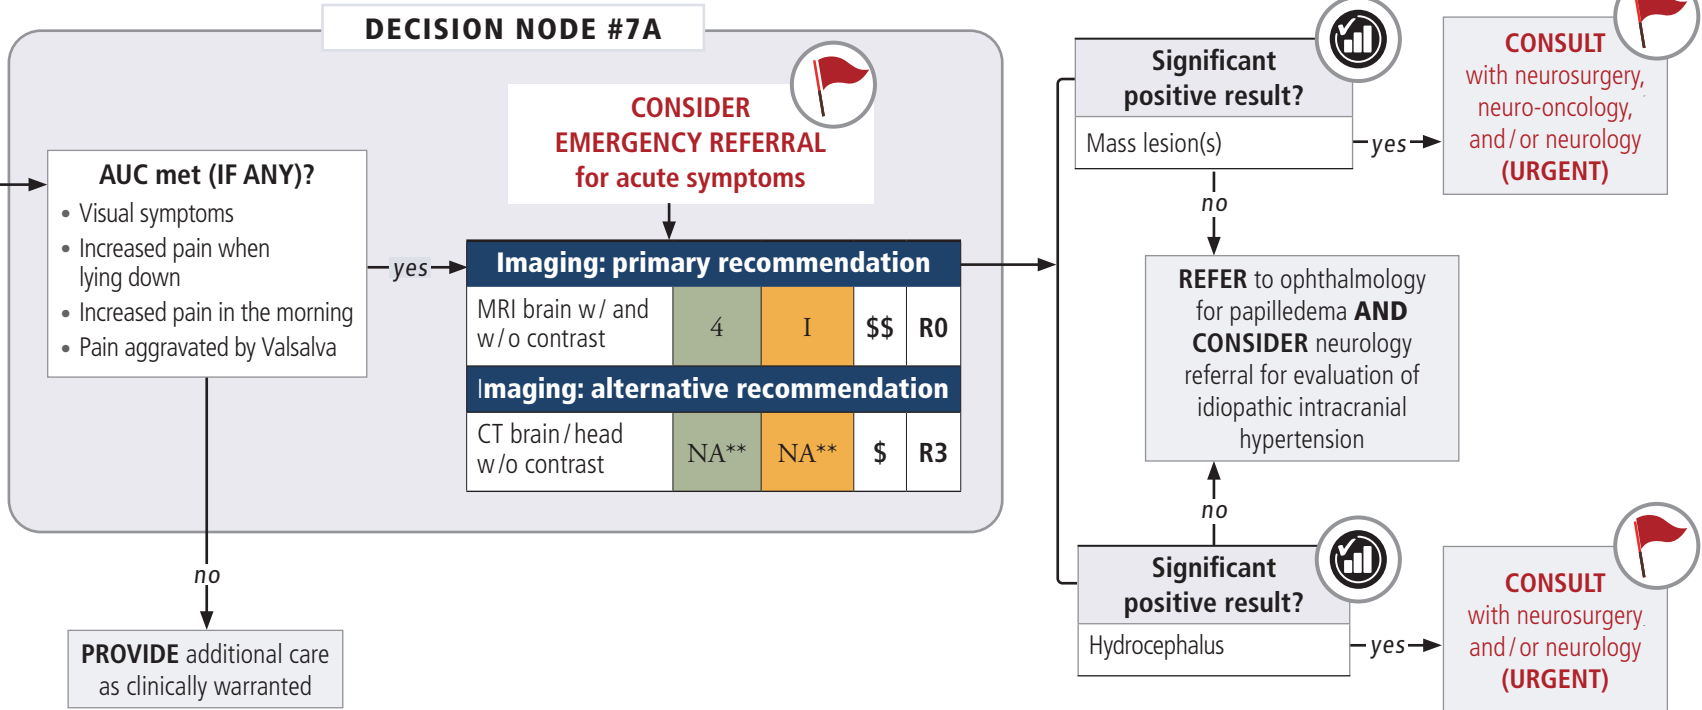 DECISION NODE #7A
AUC met (IF ANY)?
• Visual symptoms
• Increased pain when
lying down
• Increased pain in the morning
• Pain aggravated by Valsalva
yes
no
PROVIDE additional care
as clinically warranted
CONSIDER
EMERGENCY REFERRAL
for acute symptoms
Imaging: primary recommendation
MRI brain w/ and
w/o contrast
4
I
$$
R0
Imaging: alternative recommendation
CT brain/head
w/o contrast
NA**
NA**
$
R3
Significant
positive result?
Mass lesion(s)
yes
CONSULT
with neurosurgery,
neuro-oncology,
and/or neurology
(URGENT)
no
REFER to ophthalmology
for papilledema AND
CONSIDER neurology
referral for evaluation of
idiopathic intracranial
hypertension
no
Significant
positive result?
Hydrocephalus
yes
CONSULT
with neurosurgery
and/or neurology
(URGENT)